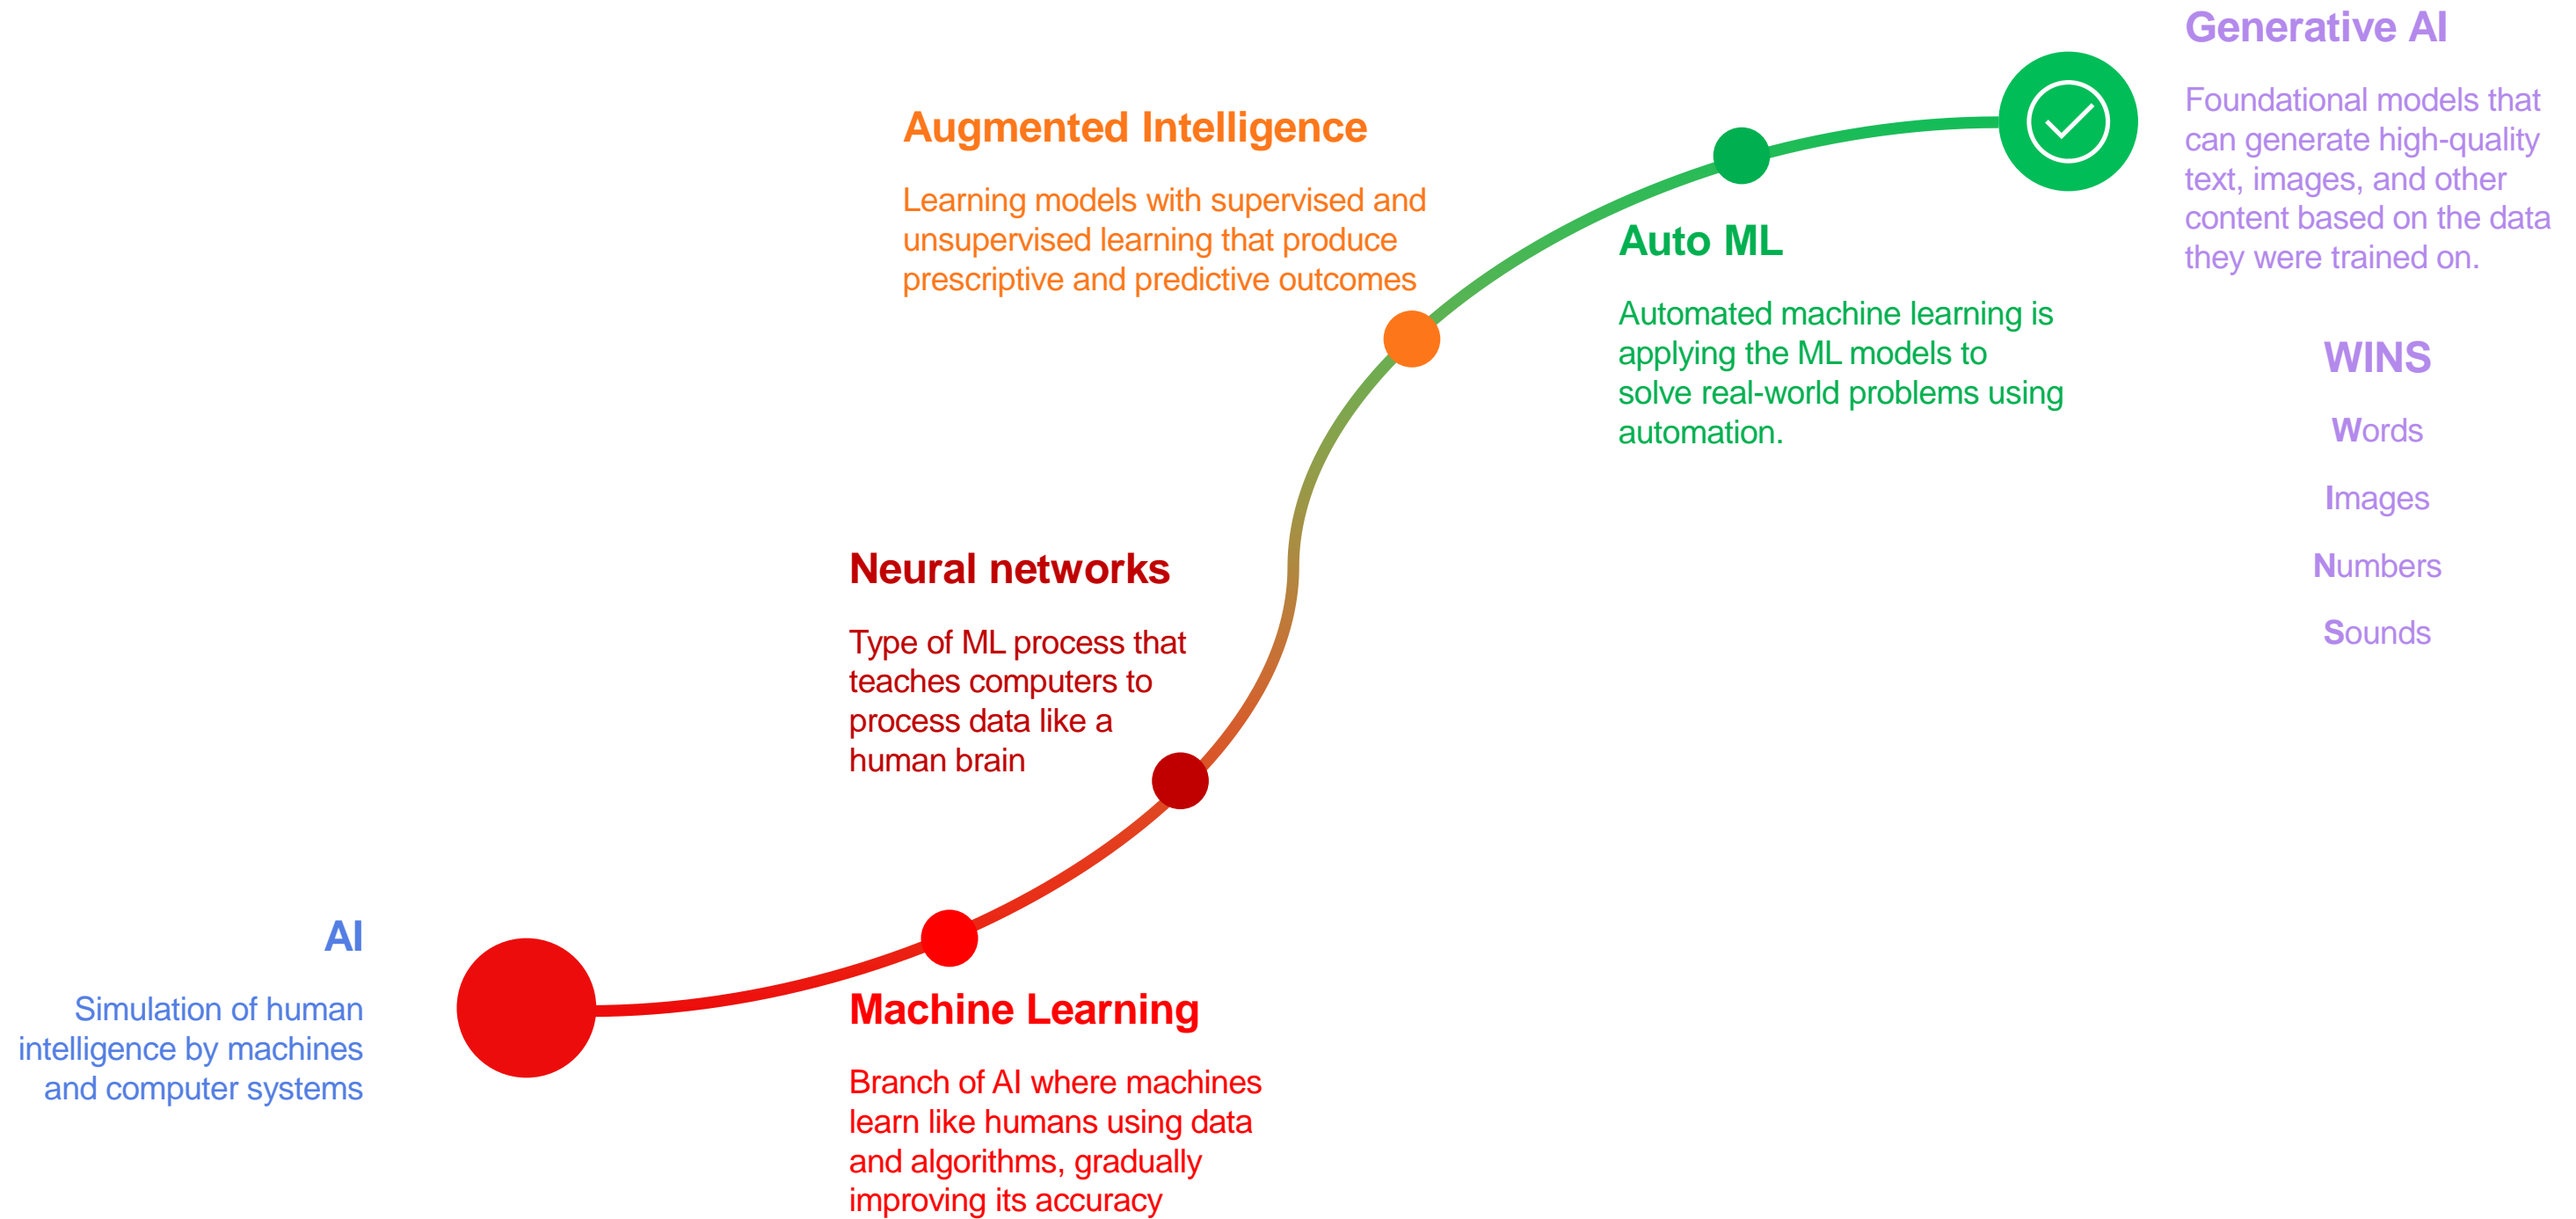 AI
Simulation of human
intelligence by machines
and computer systems
Machine Learning
Branch of AI where machines
learn like humans using data
and algorithms, gradually
improving its accuracy
Neural networks
Type of ML process that
teaches computers to
process data like a
human brain
Augmented Intelligence
Learning models with supervised and
unsupervised learning that produce
prescriptive and predictive outcomes
Auto ML
Automated machine learning is
applying the ML models to
solve real-world problems using
automation.
Generative AI
Foundational models that
can generate high-quality
text, images, and other
content based on the data
they were trained on.
WINS
Words
Images
Numbers
Sounds